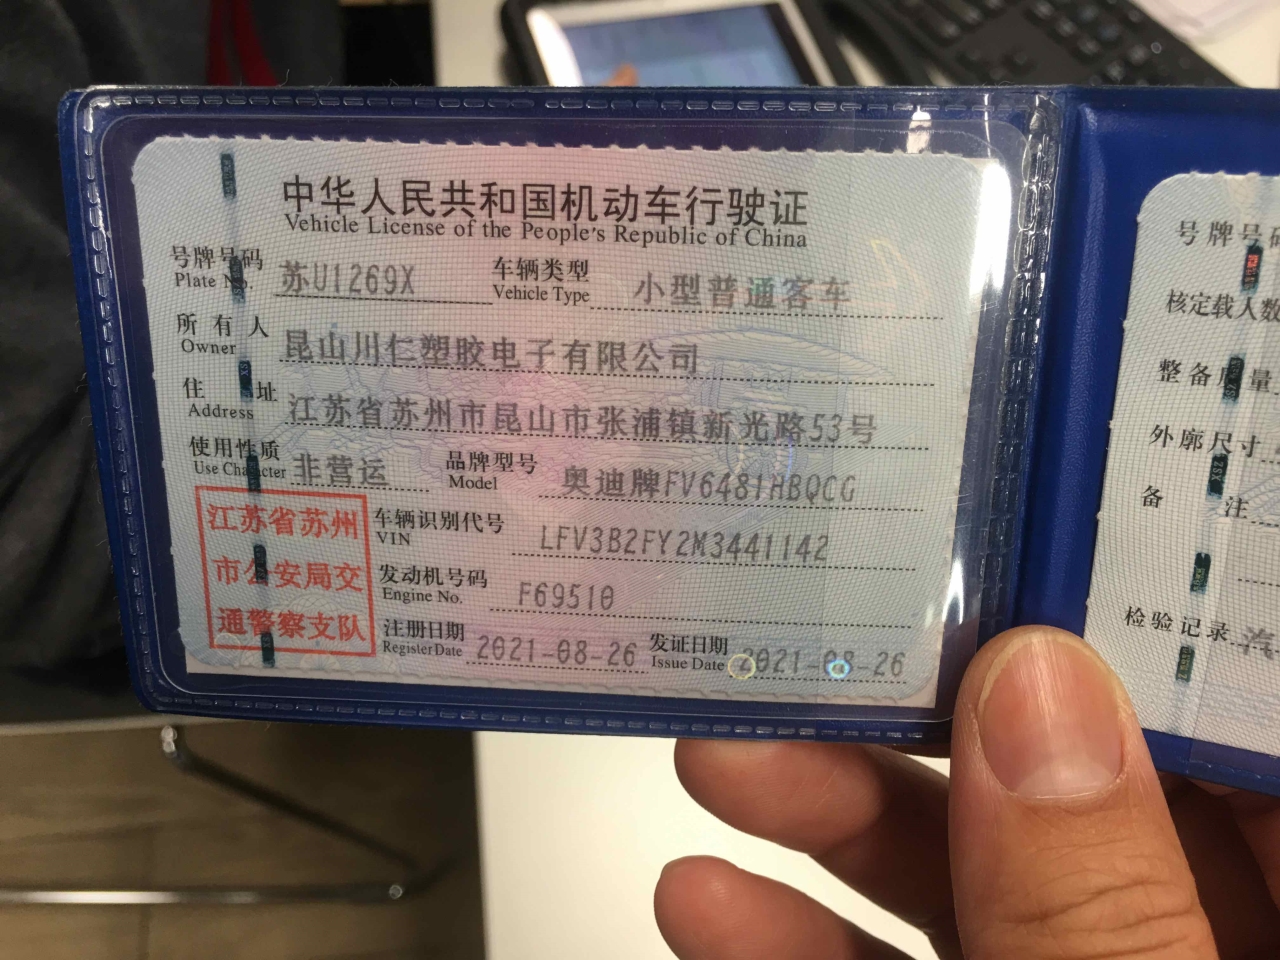 中华人民共和国机动车行驶证
Vehicle License of the People's Republic of China
号牌号码 苏U1269X 车辆类型 小型普通客车
Plate No. Vehicle Type
所有人 昆山川仁塑胶电子有限公司
Owner
住址 江苏省苏州市昆山市张浦镇新光路53号
Address
使用性质 非营运 品牌型号 奥迪牌FV6481HBQCG
Use Character Model
江苏省苏州
市公安局交
通警察支队
车辆识别代号 LFV3B2FY2M3441142
VIN
发动机号码 F69510
Engine No.
注册日期 2021-08-26 发证日期 2021-08-26
Register Date Issue Date
号牌号码
核定载人数
整备质量
外廓尺寸
备注
检验记录